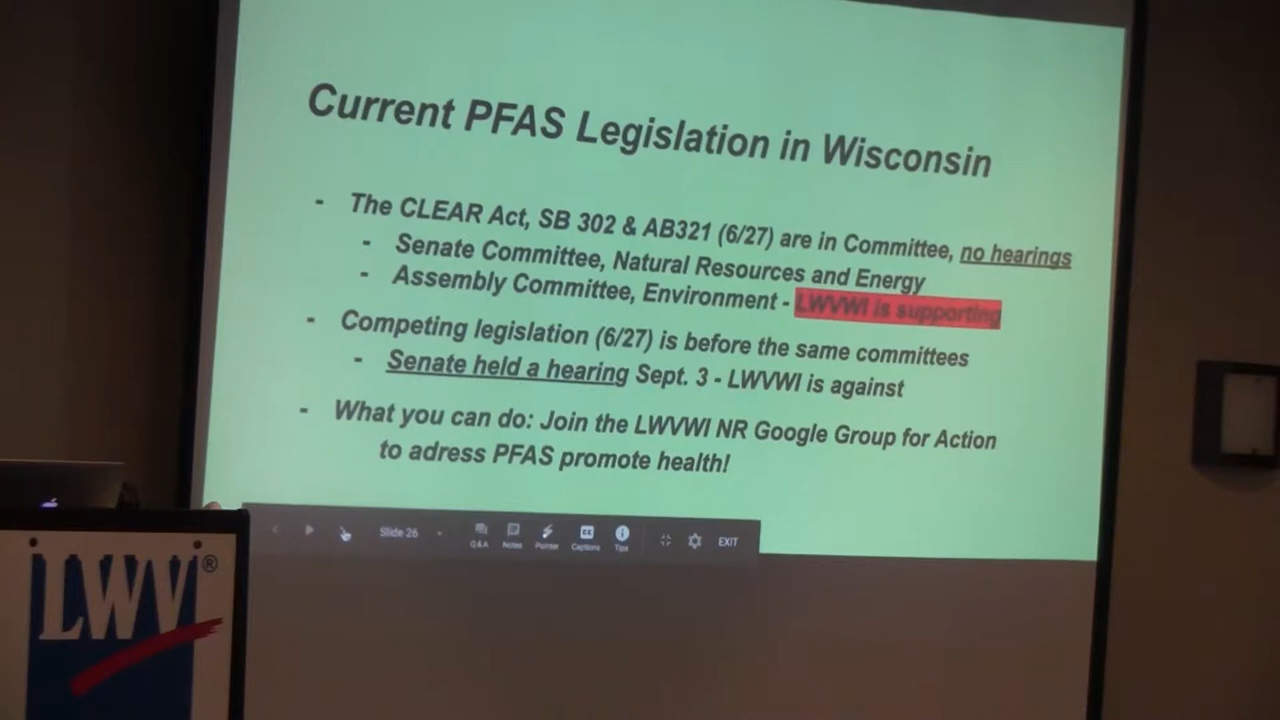 Current PFAS Legislation in Wisconsin
- The CLEAR Act, SB 302 & AB321 (6/27) are in Committee, no hearings
- Senate Committee, Natural Resources and Energy
- Assembly Committee, Environment - LWVWI is supporting
- Competing legislation (6/27) is before the same committees
- Senate held a hearing Sept. 3 - LWVWI is against
- What you can do: Join the LWVWI NR Google Group for Action
to adress PFAS promote health!
Slide 26
Q&A Notes Pointer Captions Tips EXIT
LWV®